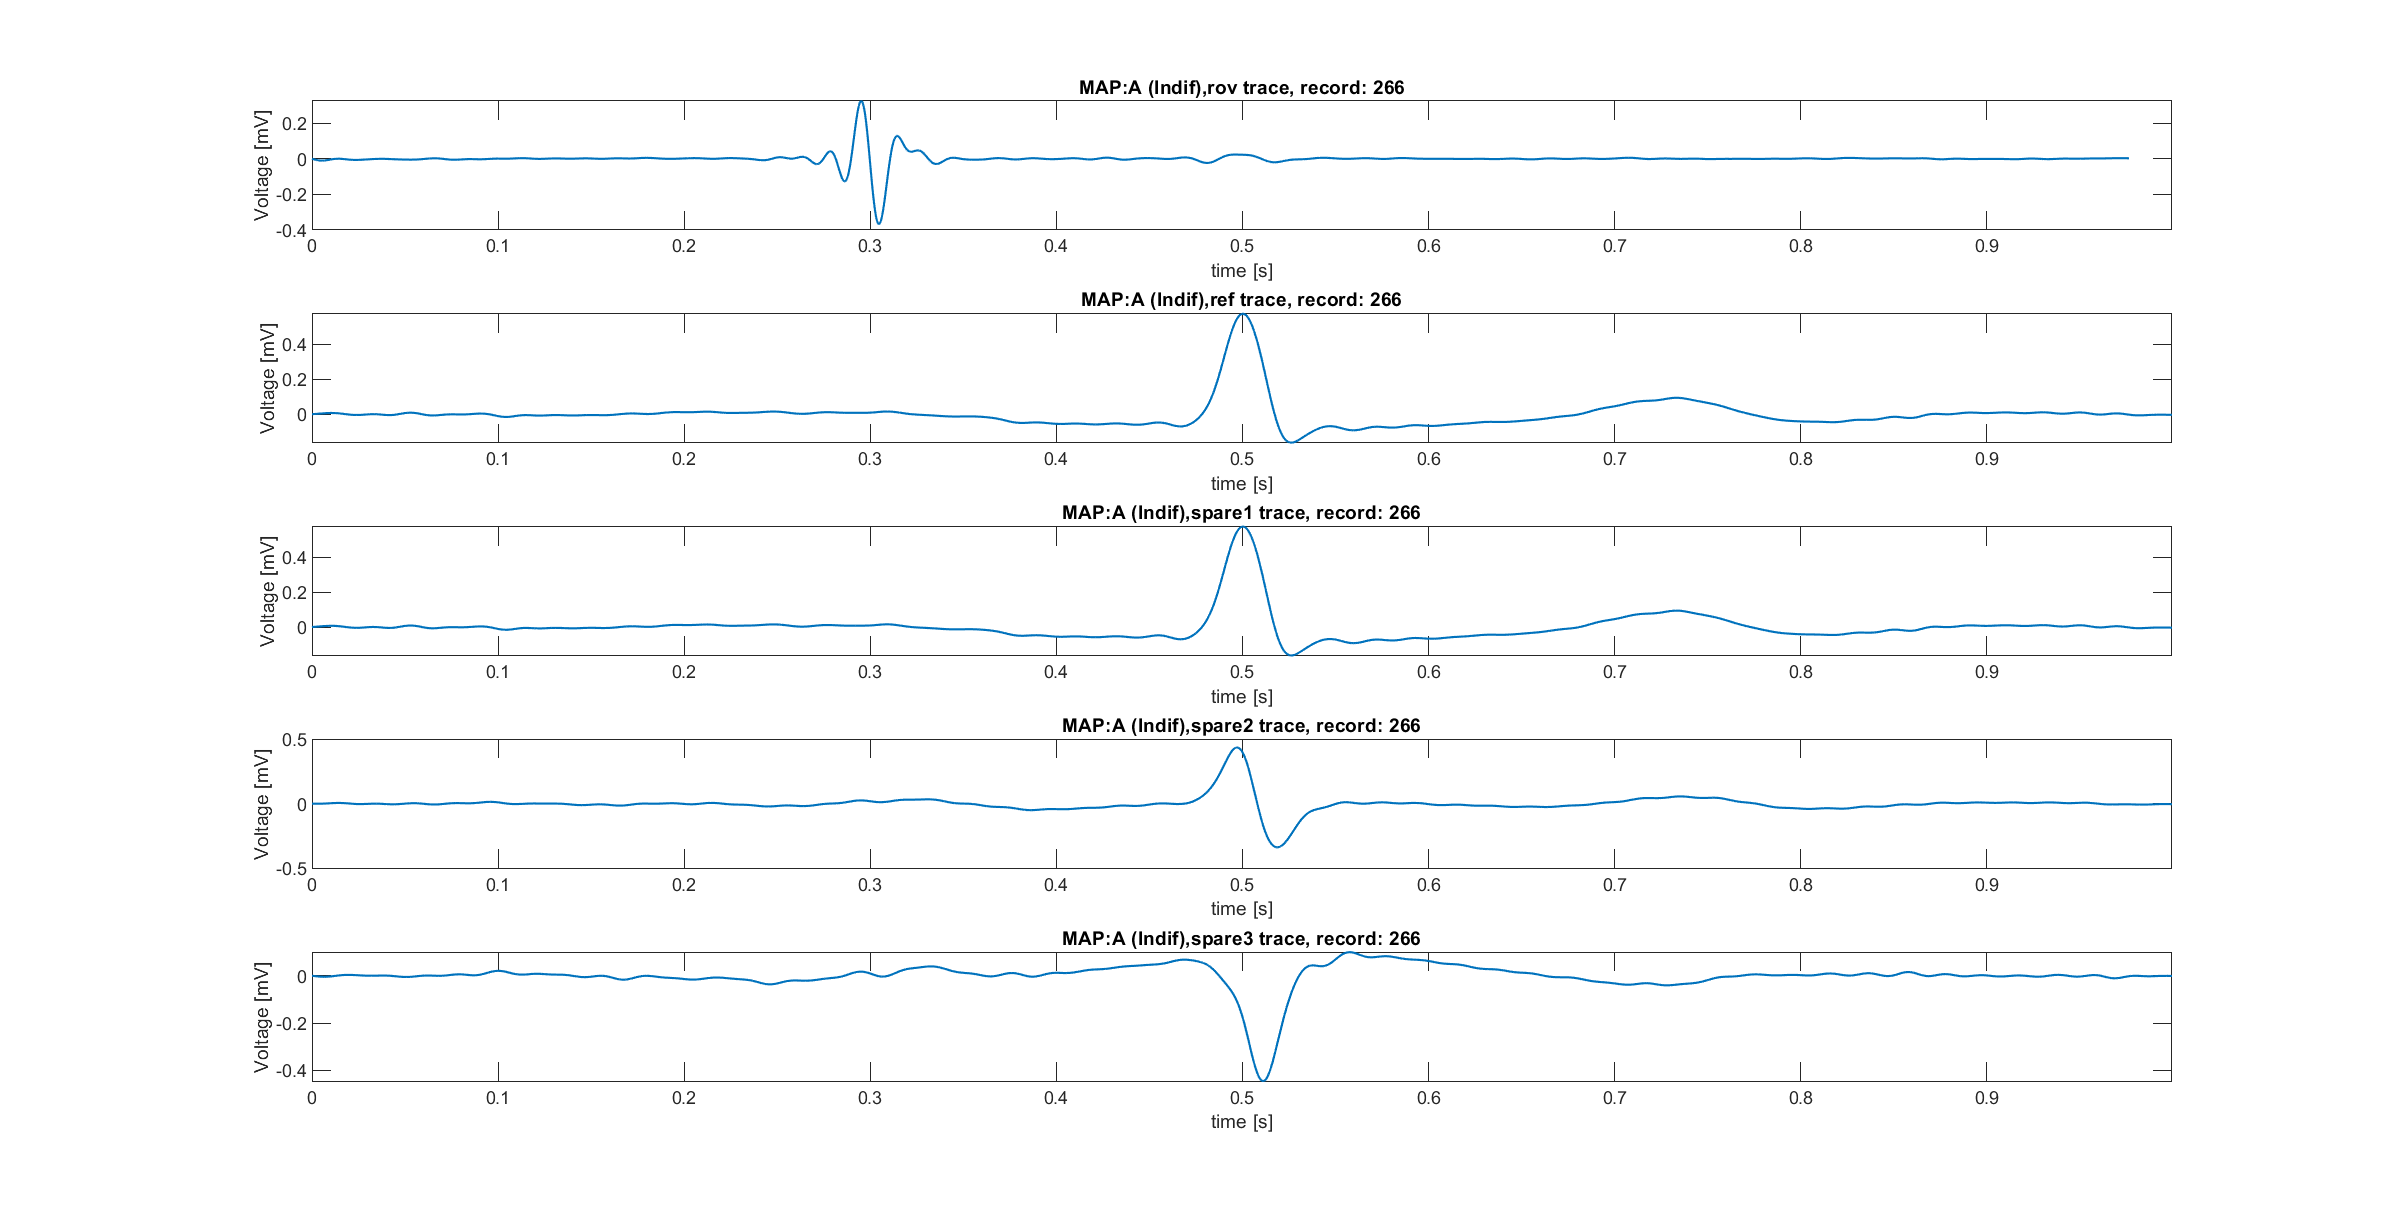 MAP:A (Indif),rov trace, record: 266
Voltage [mV]
0.2
0
-0.2
-0.4
0 0.1 0.2 0.3 0.4 0.5 0.6 0.7 0.8 0.9
time [s]
MAP:A (Indif),ref trace, record: 266
Voltage [mV]
0.4
0.2
0
0 0.1 0.2 0.3 0.4 0.5 0.6 0.7 0.8 0.9
time [s]
MAP:A (Indif),spare1 trace, record: 266
Voltage [mV]
0.4
0.2
0
0 0.1 0.2 0.3 0.4 0.5 0.6 0.7 0.8 0.9
time [s]
MAP:A (Indif),spare2 trace, record: 266
Voltage [mV]
0.5
0
-0.5
0 0.1 0.2 0.3 0.4 0.5 0.6 0.7 0.8 0.9
time [s]
MAP:A (Indif),spare3 trace, record: 266
Voltage [mV]
0
-0.2
-0.4
0 0.1 0.2 0.3 0.4 0.5 0.6 0.7 0.8 0.9
time [s]